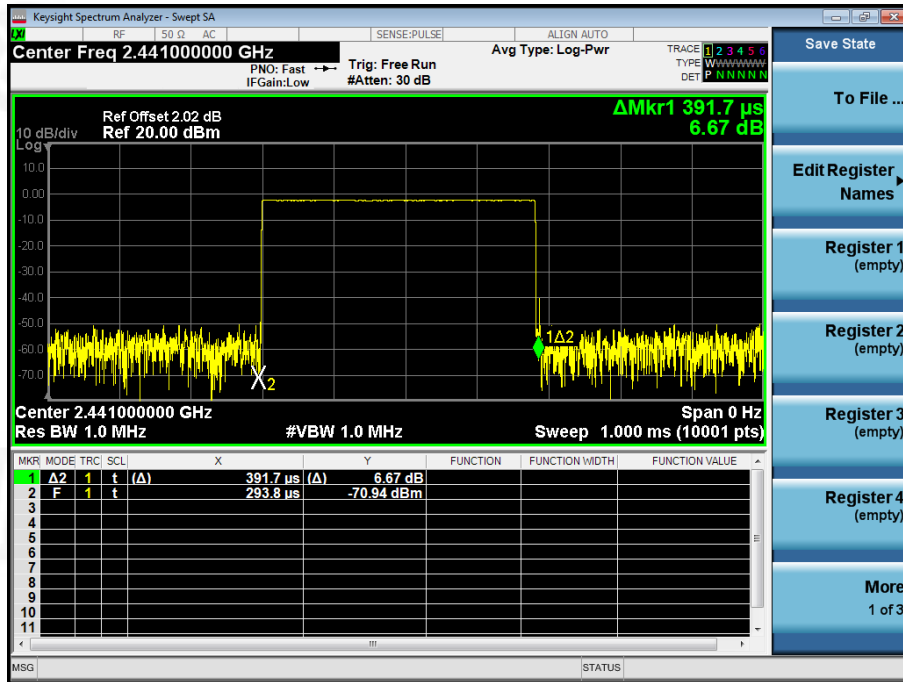 Keysight Spectrum Analyzer - Swept SA
LXI RF 50 Ω AC SENSE:PULSE ALIGN AUTO
Center Freq 2.441000000 GHz
PNO: Fast
IFGain:Low
Trig: Free Run
#Atten: 30 dB
Avg Type: Log-Pwr
TRACE 1 2 3 4 5 6
TYPE WWWWWWW
DET P N N N N N
ΔMkr1 391.7 µs
6.67 dB
Ref Offset 2.02 dB
10 dB/div Ref 20.00 dBm
Log
10.0
0.00
-10.0
-20.0
-30.0
-40.0
-50.0
-60.0
-70.0
1Δ2
2
Center 2.441000000 GHz Span 0 Hz
Res BW 1.0 MHz #VBW 1.0 MHz Sweep 1.000 ms (10001 pts)
MKR MODE TRC SCL X Y FUNCTION FUNCTION WIDTH FUNCTION VALUE
1 Δ2 1 t (Δ) 391.7 µs (Δ) 6.67 dB
2 F 1 t 293.8 µs -70.94 dBm
3
4
5
6
7
8
9
10
11
MSG STATUS
Save State
To File ...
Edit Register
Names
Register 1
(empty)
Register 2
(empty)
Register 3
(empty)
Register 4
(empty)
More
1 of 3